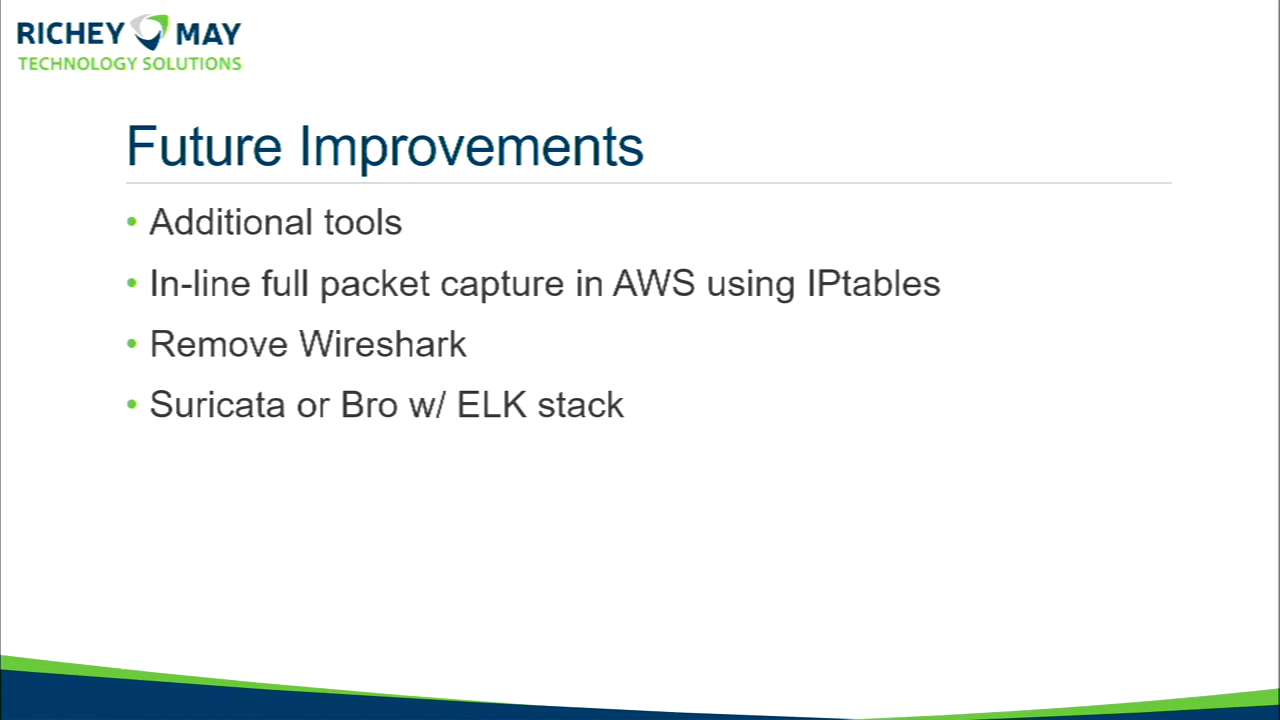 RICHEY MAY
TECHNOLOGY SOLUTIONS
Future Improvements
• Additional tools
• In-line full packet capture in AWS using IPtables
• Remove Wireshark
• Suricata or Bro w/ ELK stack